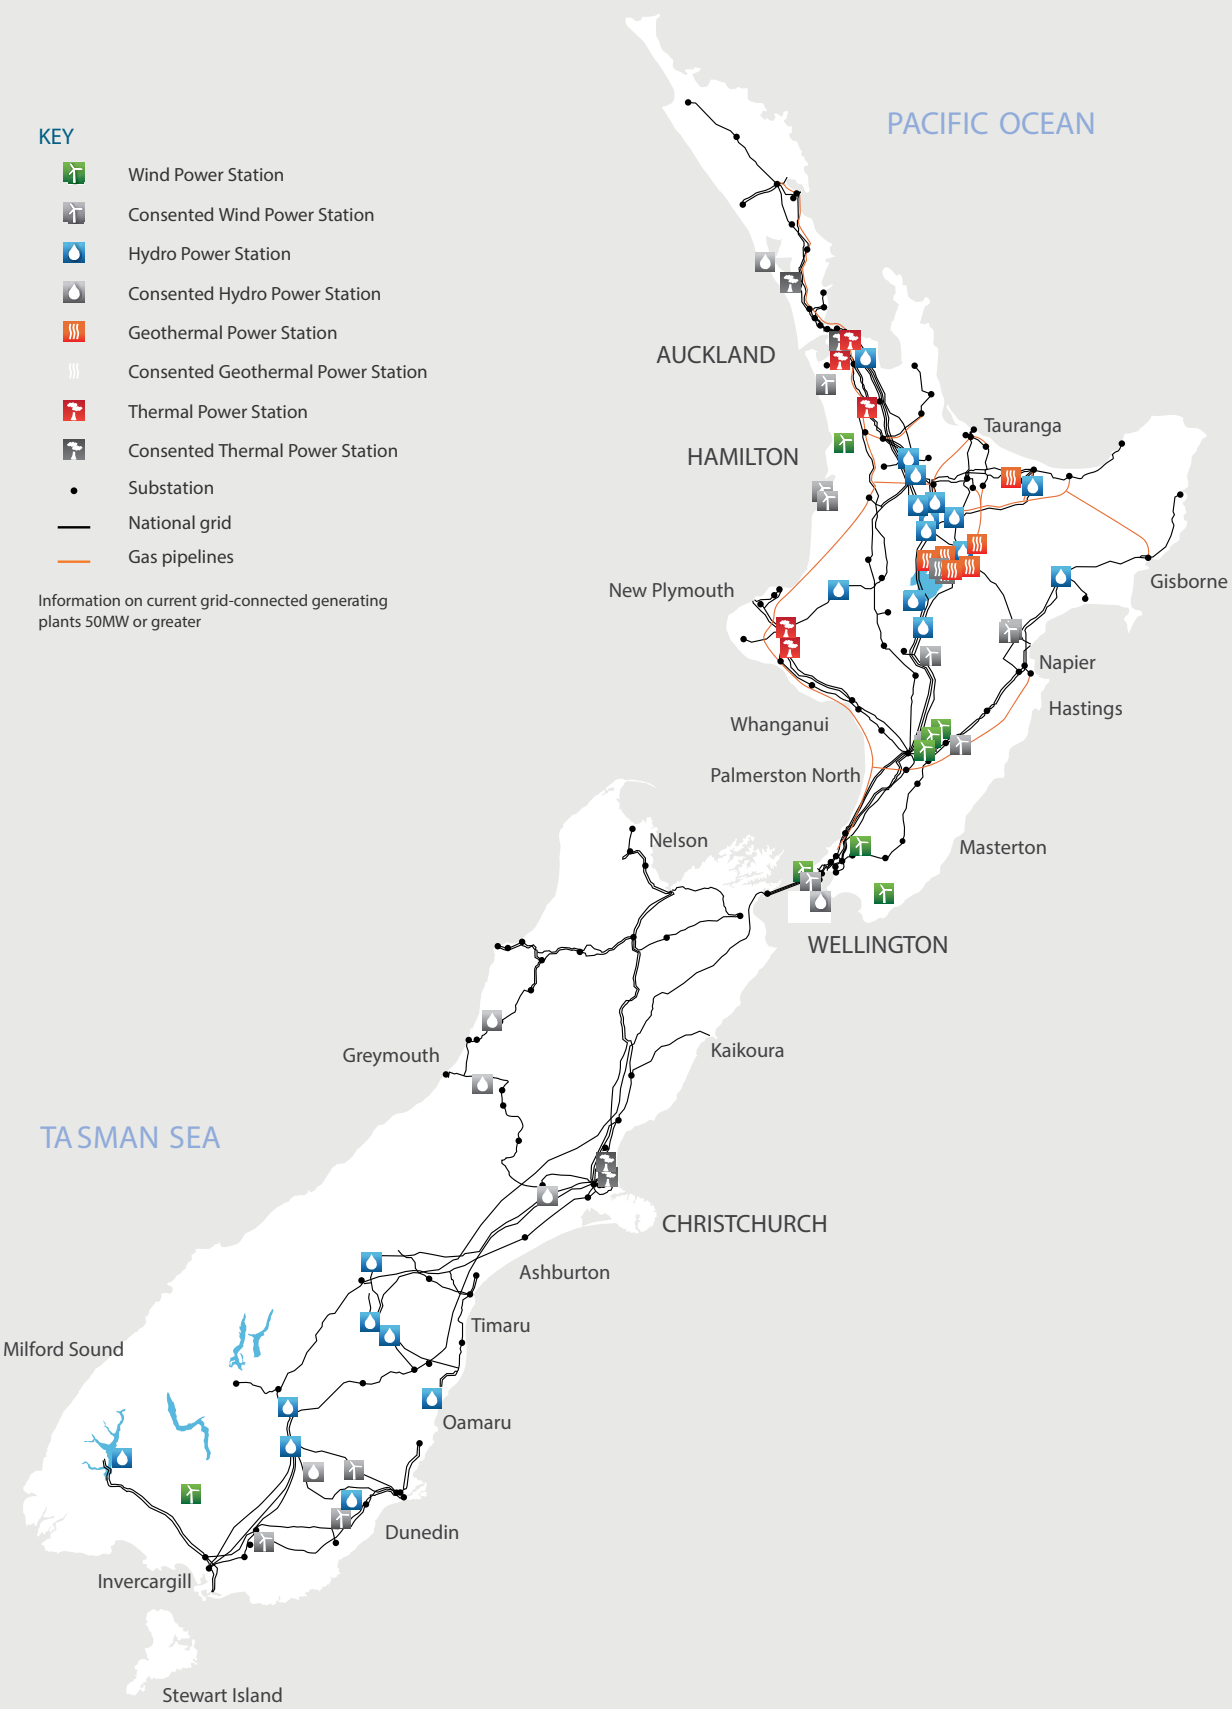 PACIFIC OCEAN
KEY
Wind Power Station
Consented Wind Power Station
Hydro Power Station
Consented Hydro Power Station
Geothermal Power Station
Consented Geothermal Power Station
Thermal Power Station
Consented Thermal Power Station
Substation
National grid
Gas pipelines
Information on current grid-connected generating
plants 50MW or greater
AUCKLAND
Tauranga
HAMILTON
Gisborne
New Plymouth
Napier
Hastings
Whanganui
Palmerston North
Nelson
Masterton
WELLINGTON
Kaikoura
Greymouth
TASMAN SEA
CHRISTCHURCH
Ashburton
Timaru
Milford Sound
Oamaru
Dunedin
Invercargill
Stewart Island